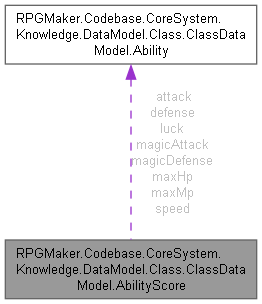 RPGMaker.Codebase.CoreSystem.
Knowledge.DataModel.Class.ClassData
Model.Ability
attack
defense
luck
magicAttack
magicDefense
maxHp
maxMp
speed
RPGMaker.Codebase.CoreSystem.
Knowledge.DataModel.Class.ClassData
Model.AbilityScore